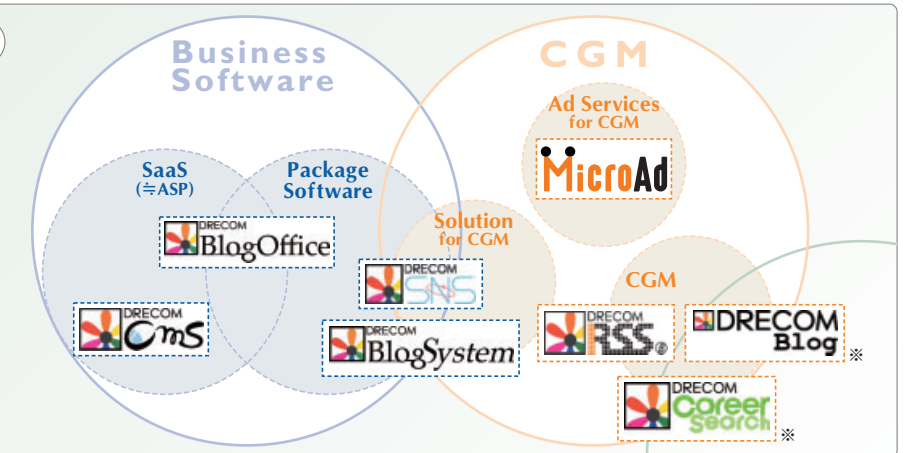 Business
Software
CGM
Ad Services
for CGM
MicroAd
SaaS
(≒ASP)
Package
Software
DRECOM
BlogOffice
Solution
for CGM
DRECOM
SNS
CGM
DRECOM
CmS
DRECOM
BlogSystem
DRECOM
RSS
DRECOM
Blog
※
DRECOM
Career
Search
※